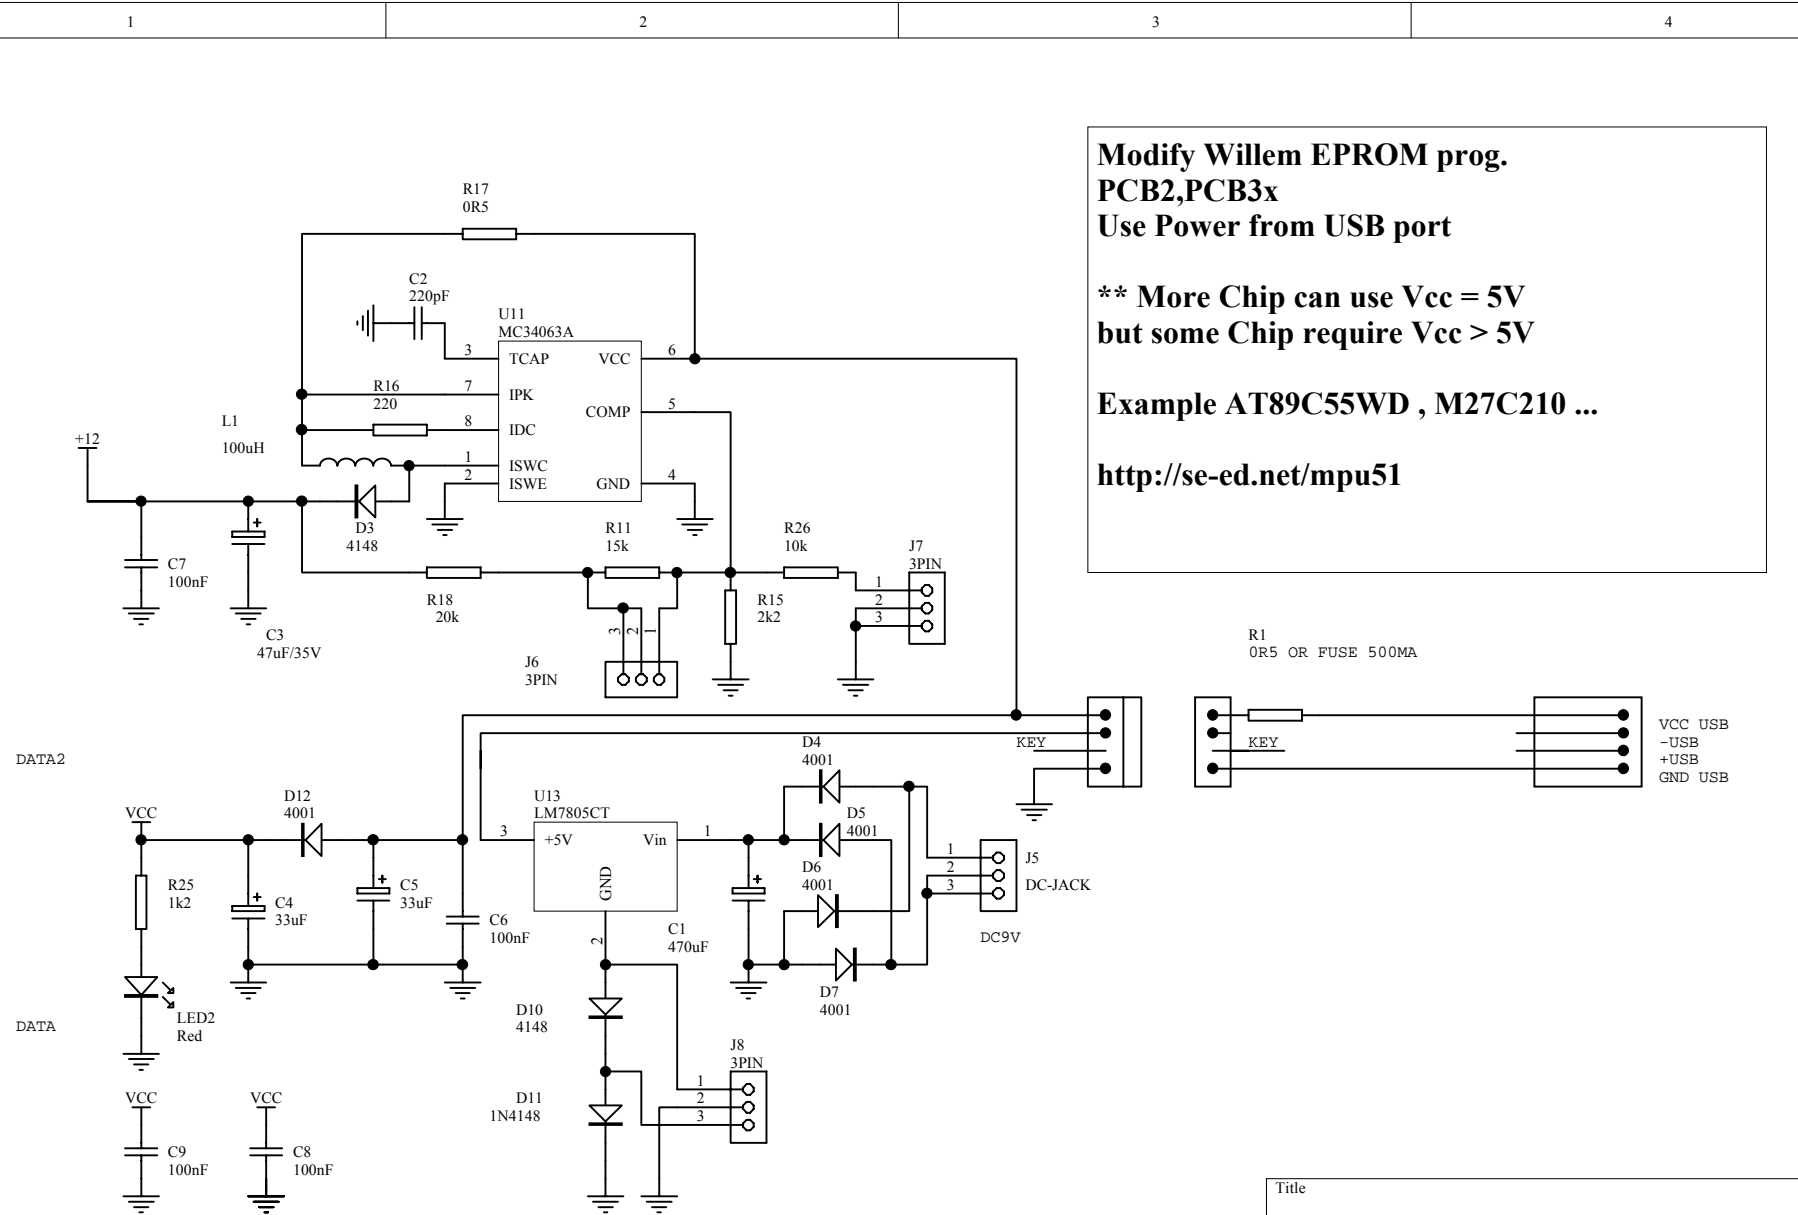 1 2 3 4
Modify Willem EPROM prog.
PCB2,PCB3x
Use Power from USB port
** More Chip can use Vcc = 5V
but some Chip require Vcc > 5V
Example AT89C55WD , M27C210 ...
http://se-ed.net/mpu51
R17
0R5
C2
220pF
U11
MC34063A
3 TCAP VCC 6
R16
220
7 IPK
COMP 5
8 IDC
L1
100uH
+12
1 ISWC
2 ISWE GND 4
D3
4148
C7
100nF
C3
47uF/35V
R18
20k
R11
15k
R26
10k
R15
2k2
J7
3PIN
1
2
3
3 2 1
J6
3PIN
R1
0R5 OR FUSE 500MA
KEY
KEY
VCC USB
-USB
+USB
GND USB
DATA2
VCC
D12
4001
U13
LM7805CT
3 +5V Vin 1
GND
2
D4
4001
D5
4001
D6
4001
D7
4001
1
2
3
J5
DC-JACK
DC9V
R25
1k2
C4
33uF
C5
33uF
C6
100nF
C1
470uF
LED2
Red
DATA
D10
4148
D11
1N4148
J8
3PIN
1
2
3
VCC
C9
100nF
VCC
C8
100nF
Title